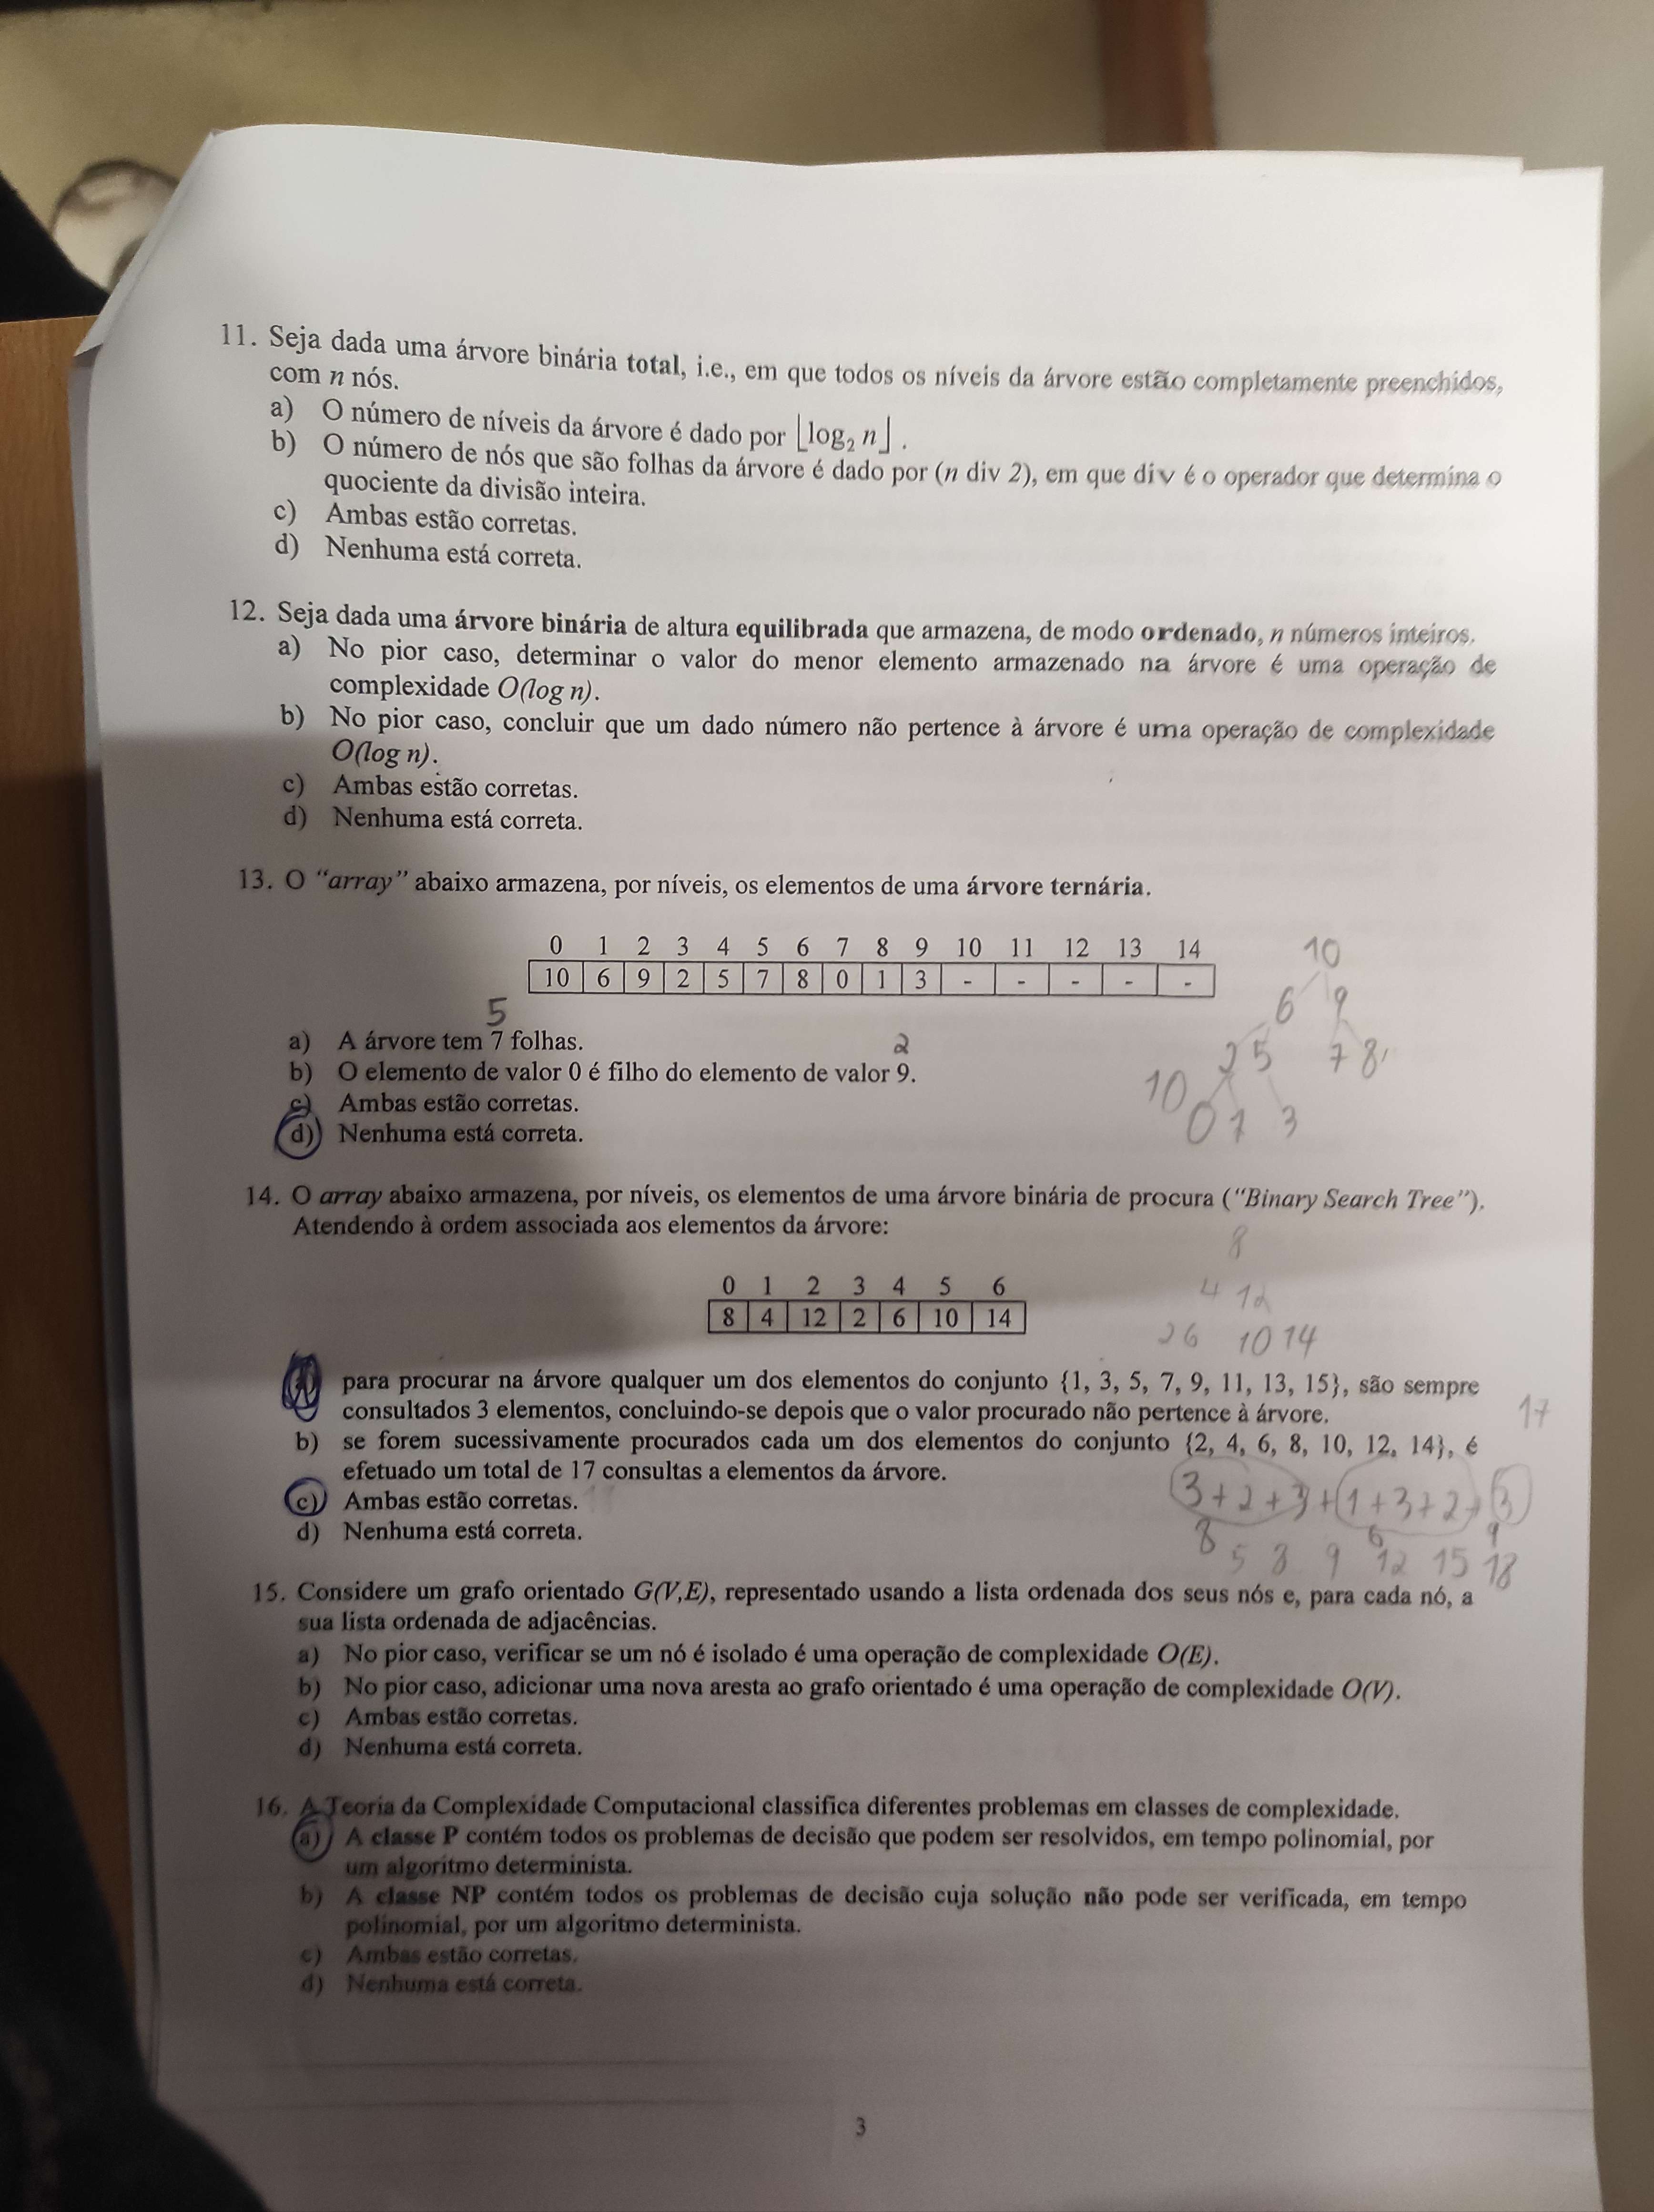 11. Seja dada uma árvore binária total, i.e., em que todos os níveis da árvore estão completamente preenchidos,
com n nós.
a) O número de níveis da árvore é dado por ⌊log₂ n⌋ .
b) O número de nós que são folhas da árvore é dado por (n div 2), em que div é o operador que determina o
quociente da divisão inteira.
c) Ambas estão corretas.
d) Nenhuma está correta.
12. Seja dada uma árvore binária de altura equilibrada que armazena, de modo ordenado, n números inteiros.
a) No pior caso, determinar o valor do menor elemento armazenado na árvore é uma operação de
complexidade O(log n).
b) No pior caso, concluir que um dado número não pertence à árvore é uma operação de complexidade
O(log n).
c) Ambas estão corretas.
d) Nenhuma está correta.
13. O “array” abaixo armazena, por níveis, os elementos de uma árvore ternária.
0 1 2 3 4 5 6 7 8 9 10 11 12 13 14
10 6 9 2 5 7 8 0 1 3 - - - - -
10
6 9
2 5 7 8
10
0 1 3
5
a) A árvore tem 7 folhas.
2
b) O elemento de valor 0 é filho do elemento de valor 9.
c) Ambas estão corretas.
d) Nenhuma está correta.
14. O array abaixo armazena, por níveis, os elementos de uma árvore binária de procura (“Binary Search Tree”).
Atendendo à ordem associada aos elementos da árvore:
0 1 2 3 4 5 6
8 4 12 2 6 10 14
8
4 12
2 6 10 14
para procurar na árvore qualquer um dos elementos do conjunto {1, 3, 5, 7, 9, 11, 13, 15}, são sempre
consultados 3 elementos, concluindo-se depois que o valor procurado não pertence à árvore.
17
b) se forem sucessivamente procurados cada um dos elementos do conjunto {2, 4, 6, 8, 10, 12, 14}, é
efetuado um total de 17 consultas a elementos da árvore.
c) Ambas estão corretas.
3+2+3+1+3+2+3
d) Nenhuma está correta.
8 6 9
5 8 9 12 15 18
15. Considere um grafo orientado G(V,E), representado usando a lista ordenada dos seus nós e, para cada nó, a
sua lista ordenada de adjacências.
a) No pior caso, verificar se um nó é isolado é uma operação de complexidade O(E).
b) No pior caso, adicionar uma nova aresta ao grafo orientado é uma operação de complexidade O(V).
c) Ambas estão corretas.
d) Nenhuma está correta.
16. A Teoria da Complexidade Computacional classifica diferentes problemas em classes de complexidade.
a) A classe P contém todos os problemas de decisão que podem ser resolvidos, em tempo polinomial, por
um algoritmo determinista.
b) A classe NP contém todos os problemas de decisão cuja solução não pode ser verificada, em tempo
polinomial, por um algoritmo determinista.
c) Ambas estão corretas.
d) Nenhuma está correta.
3